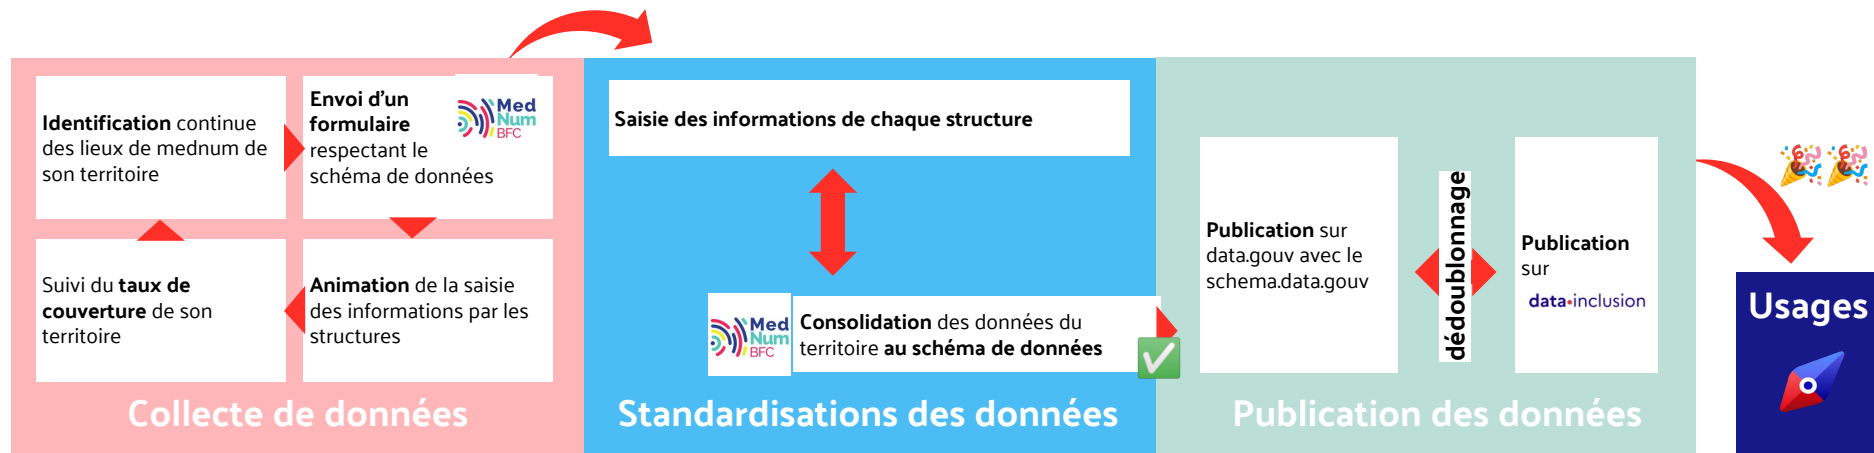 Identification continue
des lieux de mednum de
son territoire
Envoi d'un
formulaire
respectant le
schéma de données
Med
Num
BFC
Suivi du taux de
couverture de son
territoire
Animation de la saisie
des informations par les
structures
Collecte de données
Saisie des informations de chaque structure
Med
Num
BFC
Consolidation des données du
territoire au schéma de données
Standardisations des données
Publication sur
data.gouv avec le
schema.data.gouv
dédoublonnage
Publication
sur
data•inclusion
Publication des données
Usages